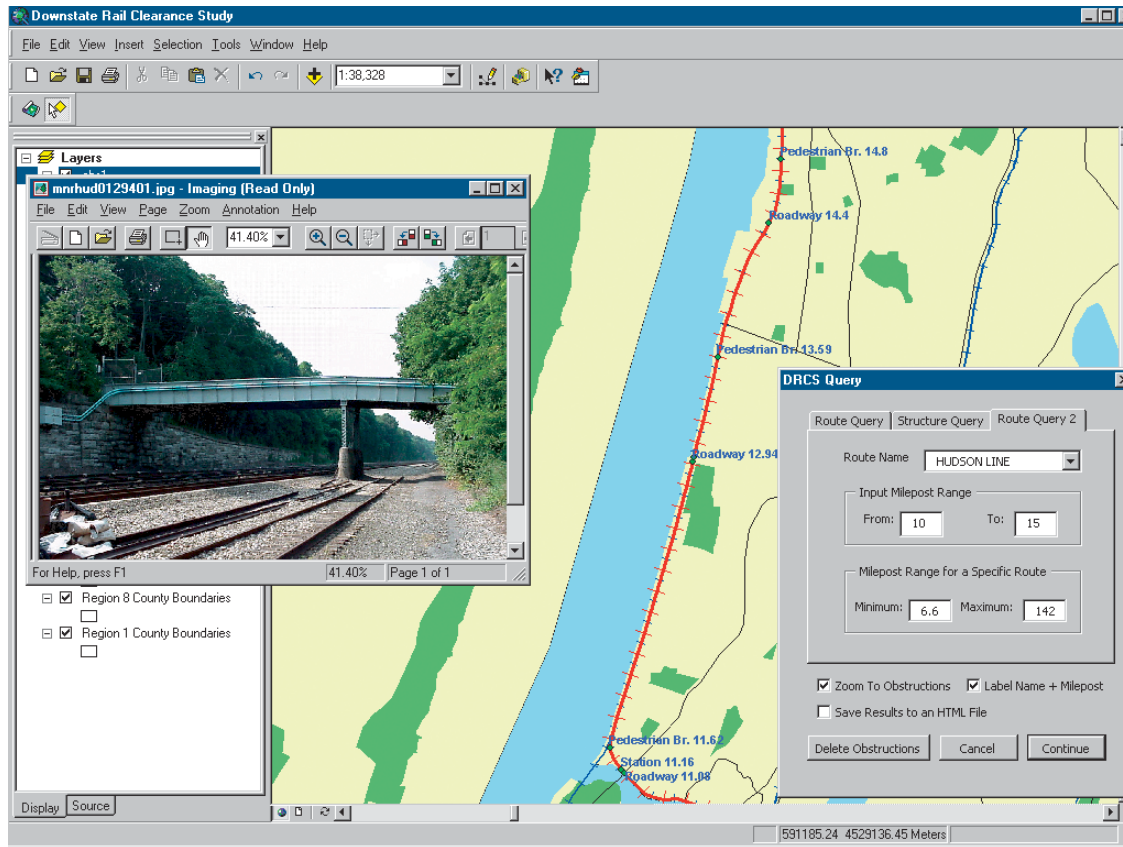 Downstate Rail Clearance Study
File Edit View Insert Selection Tools Window Help
1:38,328
Layers
mnrhud0129401.jpg - Imaging (Read Only)
File Edit View Page Zoom Annotation Help
41.40%
1
For Help, press F1
41.40%
Page 1 of 1
Region 8 County Boundaries
Region 1 County Boundaries
Display
Source
Pedestrian Br. 14.8
Roadway 14.4
Pedestrian Br. 13.59
Roadway 12.94
Pedestrian Br. 11.62
Station 11.16
Roadway 11.08
DRCS Query
Route Query
Structure Query
Route Query 2
Route Name HUDSON LINE
Input Milepost Range
From: 10 To: 15
Milepost Range for a Specific Route
Minimum: 6.6 Maximum: 142
Zoom To Obstructions
Label Name + Milepost
Save Results to an HTML File
Delete Obstructions
Cancel
Continue
591185.24 4529136.45 Meters